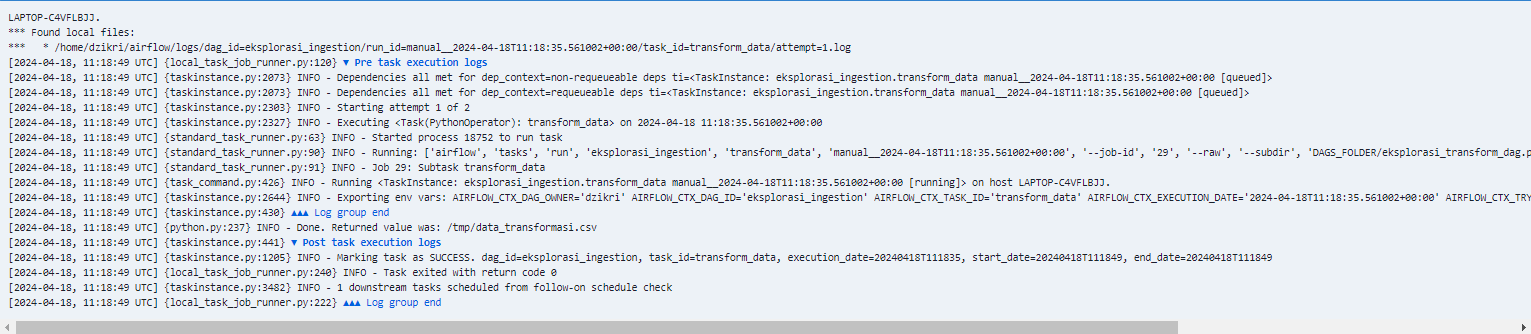 LAPTOP-C4VFLBJJ.
*** Found local files:
***   * /home/dzikri/airflow/logs/dag_id=eksplorasi_ingestion/run_id=manual__2024-04-18T11:18:35.561002+00:00/task_id=transform_data/attempt=1.log
[2024-04-18, 11:18:49 UTC] {local_task_job_runner.py:120} ▼ Pre task execution logs
[2024-04-18, 11:18:49 UTC] {taskinstance.py:2073} INFO - Dependencies all met for dep_context=non-requeueable deps ti=<TaskInstance: eksplorasi_ingestion.transform_data manual__2024-04-18T11:18:35.561002+00:00 [queued]>
[2024-04-18, 11:18:49 UTC] {taskinstance.py:2073} INFO - Dependencies all met for dep_context=requeueable deps ti=<TaskInstance: eksplorasi_ingestion.transform_data manual__2024-04-18T11:18:35.561002+00:00 [queued]>
[2024-04-18, 11:18:49 UTC] {taskinstance.py:2303} INFO - Starting attempt 1 of 2
[2024-04-18, 11:18:49 UTC] {taskinstance.py:2327} INFO - Executing <Task(PythonOperator): transform_data> on 2024-04-18 11:18:35.561002+00:00
[2024-04-18, 11:18:49 UTC] {standard_task_runner.py:63} INFO - Started process 18752 to run task
[2024-04-18, 11:18:49 UTC] {standard_task_runner.py:90} INFO - Running: ['airflow', 'tasks', 'run', 'eksplorasi_ingestion', 'transform_data', 'manual__2024-04-18T11:18:35.561002+00:00', '--job-id', '29', '--raw', '--subdir', 'DAGS_FOLDER/eksplorasi_transform_dag.p
[2024-04-18, 11:18:49 UTC] {standard_task_runner.py:91} INFO - Job 29: Subtask transform_data
[2024-04-18, 11:18:49 UTC] {task_command.py:426} INFO - Running <TaskInstance: eksplorasi_ingestion.transform_data manual__2024-04-18T11:18:35.561002+00:00 [running]> on host LAPTOP-C4VFLBJJ.
[2024-04-18, 11:18:49 UTC] {taskinstance.py:2644} INFO - Exporting env vars: AIRFLOW_CTX_DAG_OWNER='dzikri' AIRFLOW_CTX_DAG_ID='eksplorasi_ingestion' AIRFLOW_CTX_TASK_ID='transform_data' AIRFLOW_CTX_EXECUTION_DATE='2024-04-18T11:18:35.561002+00:00' AIRFLOW_CTX_TRY
[2024-04-18, 11:18:49 UTC] {taskinstance.py:430} ▲▲▲ Log group end
[2024-04-18, 11:18:49 UTC] {python.py:237} INFO - Done. Returned value was: /tmp/data_transformasi.csv
[2024-04-18, 11:18:49 UTC] {taskinstance.py:441} ▼ Post task execution logs
[2024-04-18, 11:18:49 UTC] {taskinstance.py:1205} INFO - Marking task as SUCCESS. dag_id=eksplorasi_ingestion, task_id=transform_data, execution_date=20240418T111835, start_date=20240418T111849, end_date=20240418T111849
[2024-04-18, 11:18:49 UTC] {local_task_job_runner.py:240} INFO - Task exited with return code 0
[2024-04-18, 11:18:49 UTC] {taskinstance.py:3482} INFO - 1 downstream tasks scheduled from follow-on schedule check
[2024-04-18, 11:18:49 UTC] {local_task_job_runner.py:222} ▲▲▲ Log group end